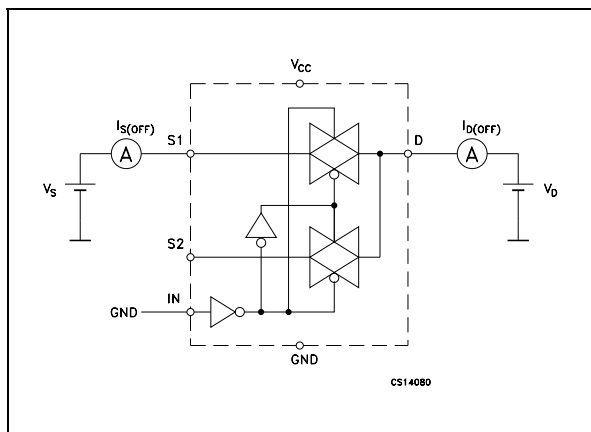 VCC
IS(OFF)
ID(OFF)
A
S1
D
A
VS
VD
S2
IN
GND
GND
CS14080